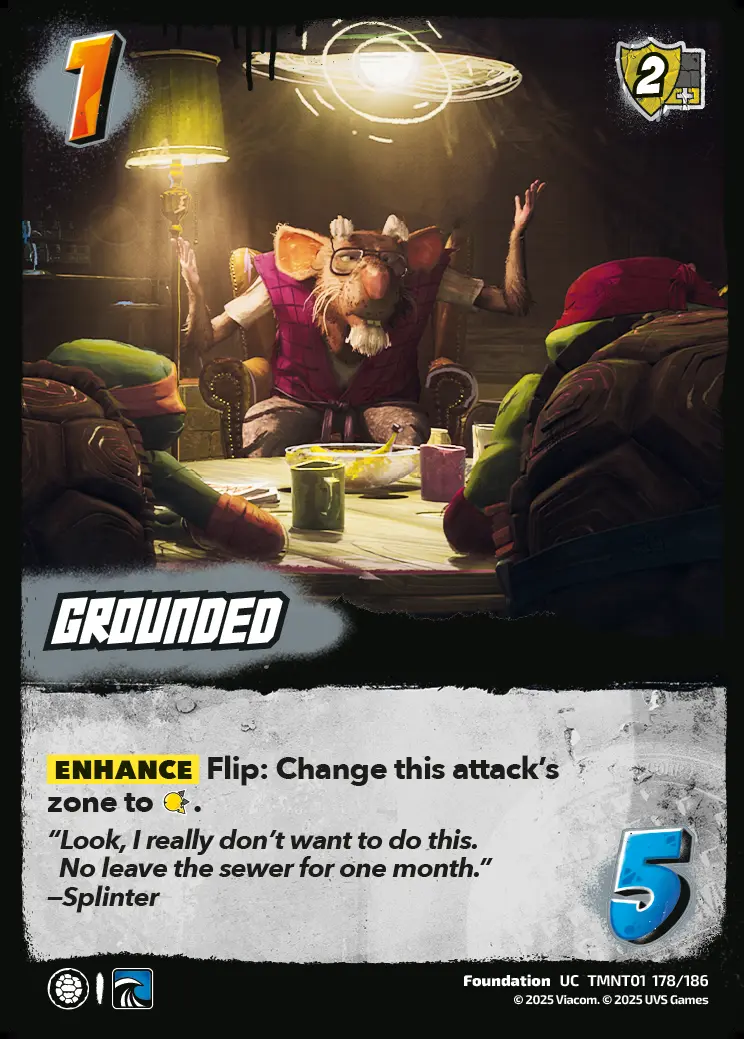 1
2
GROUNDED
ENHANCE Flip: Change this attack’s
zone to .
“Look, I really don’t want to do this.
No leave the sewer for one month.”
—Splinter
5
Foundation UC TMNT01 178/186
© 2025 Viacom. © 2025 UVS Games